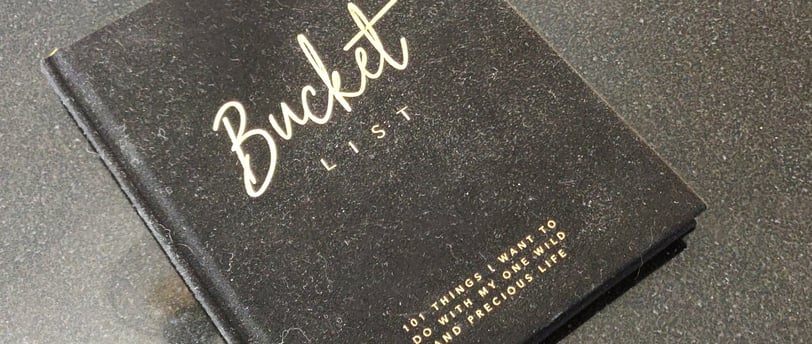 Bucket
LIST
101 THINGS I WANT TO
DO WITH MY ONE WILD
AND PRECIOUS LIFE